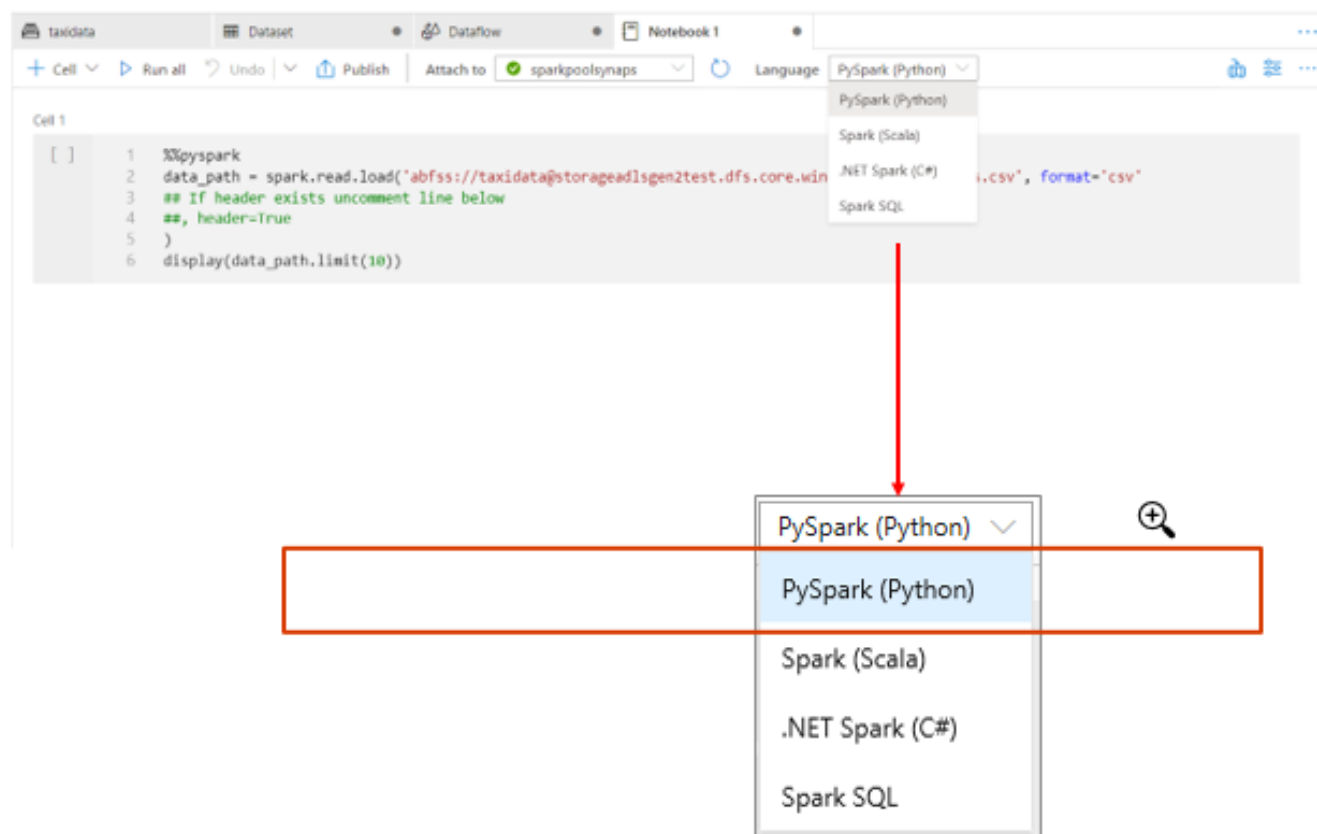 taxidata Dataset Dataflow Notebook 1
Cell Run all Undo Publish Attach to sparkpoolsynaps Language PySpark (Python)
PySpark (Python)
Spark (Scala)
.NET Spark (C#)
Spark SQL
Cell 1
[ ]
1 %%pyspark
2 data_path = spark.read.load('abfss://taxidata@storageadlsgen2test.dfs.core.win s.csv', format='csv'
3 ## If header exists uncomment line below
4 ##, header=True
5 )
6 display(data_path.limit(10))
PySpark (Python)
PySpark (Python)
Spark (Scala)
.NET Spark (C#)
Spark SQL